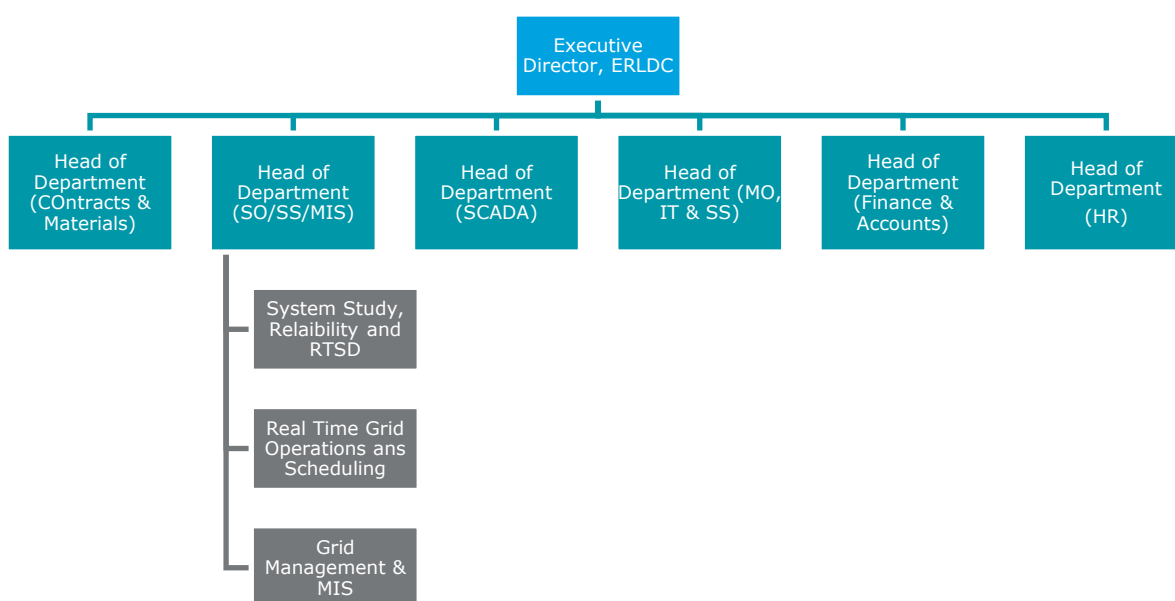 Executive
Director, ERLDC
Head of
Department
(COntracts &
Materials)
Head of
Department
(SO/SS/MIS)
Head of
Department
(SCADA)
Head of
Department (MO,
IT & SS)
Head of
Department
(Finance &
Accounts)
Head of
Department
(HR)
System Study,
Relaibility and
RTSD
Real Time Grid
Operations ans
Scheduling
Grid
Management &
MIS